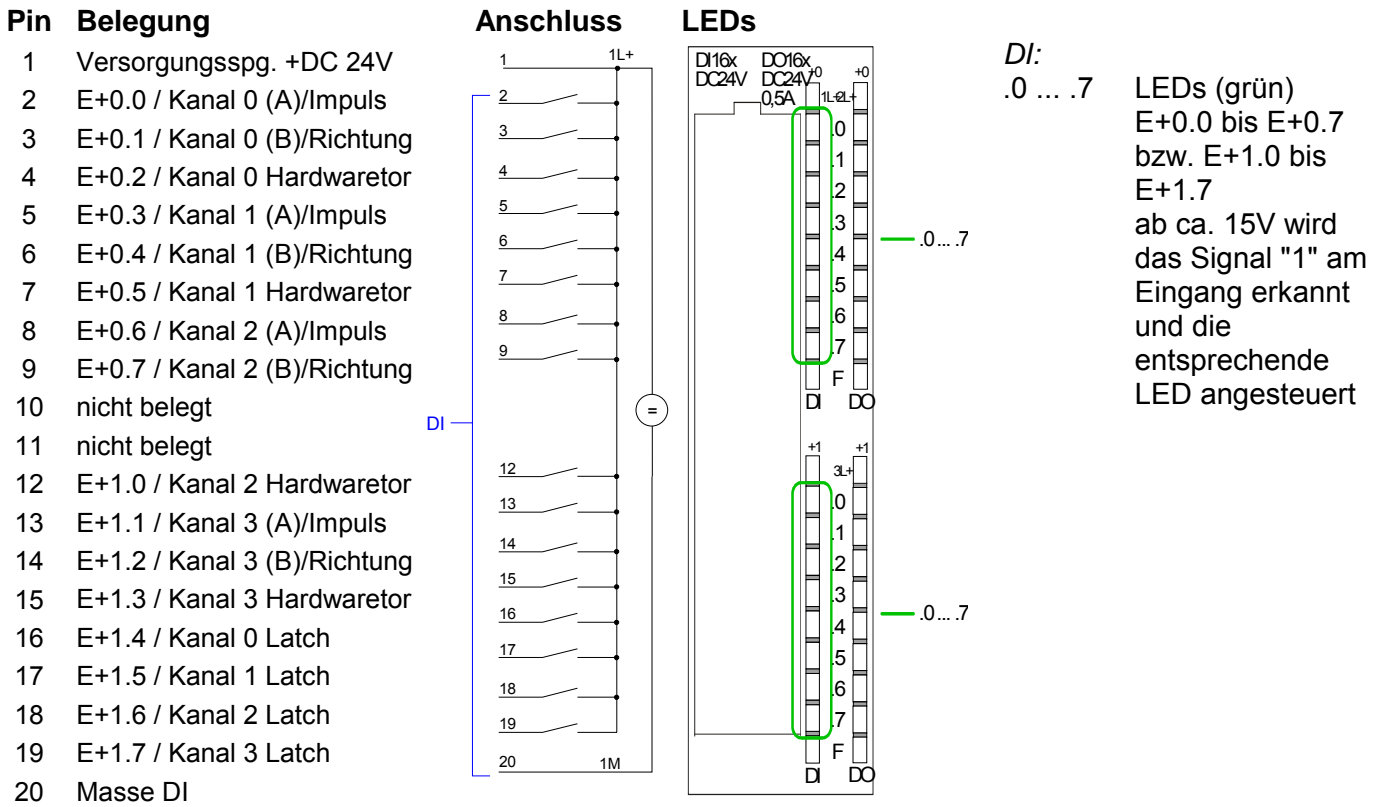 Pin Belegung Anschluss LEDs
1 Versorgungsspg. +DC 24V
2 E+0.0 / Kanal 0 (A)/Impuls
3 E+0.1 / Kanal 0 (B)/Richtung
4 E+0.2 / Kanal 0 Hardwaretor
5 E+0.3 / Kanal 1 (A)/Impuls
6 E+0.4 / Kanal 1 (B)/Richtung
7 E+0.5 / Kanal 1 Hardwaretor
8 E+0.6 / Kanal 2 (A)/Impuls
9 E+0.7 / Kanal 2 (B)/Richtung
10 nicht belegt
11 nicht belegt
12 E+1.0 / Kanal 2 Hardwaretor
13 E+1.1 / Kanal 3 (A)/Impuls
14 E+1.2 / Kanal 3 (B)/Richtung
15 E+1.3 / Kanal 3 Hardwaretor
16 E+1.4 / Kanal 0 Latch
17 E+1.5 / Kanal 1 Latch
18 E+1.6 / Kanal 2 Latch
19 E+1.7 / Kanal 3 Latch
20 Masse DI
DI
1 1L+
2
3
4
5
6
7
8
9
=
12
13
14
15
16
17
18
19
20 1M
DI16x DO16x
DC24V DC24V
0,5A
+0 +0
1L+ 2L+
.0
.1
.2
.3
.4
.5
.6
.7
F
DI DO
.0 ... .7
+1 +1
3L+
.0
.1
.2
.3
.4
.5
.6
.7
F
DI DO
.0 ... .7
DI:
.0 ... .7 LEDs (grün)
E+0.0 bis E+0.7
bzw. E+1.0 bis
E+1.7
ab ca. 15V wird
das Signal "1" am
Eingang erkannt
und die
entsprechende
LED angesteuert